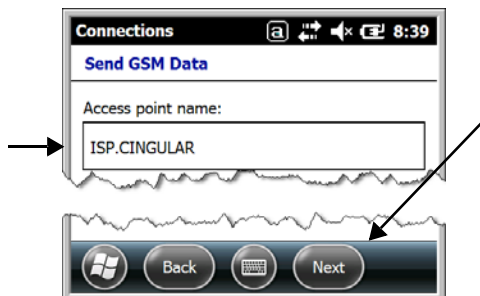 Connections a 8:39
Send GSM Data
Access point name:
ISP.CINGULAR
Back Next